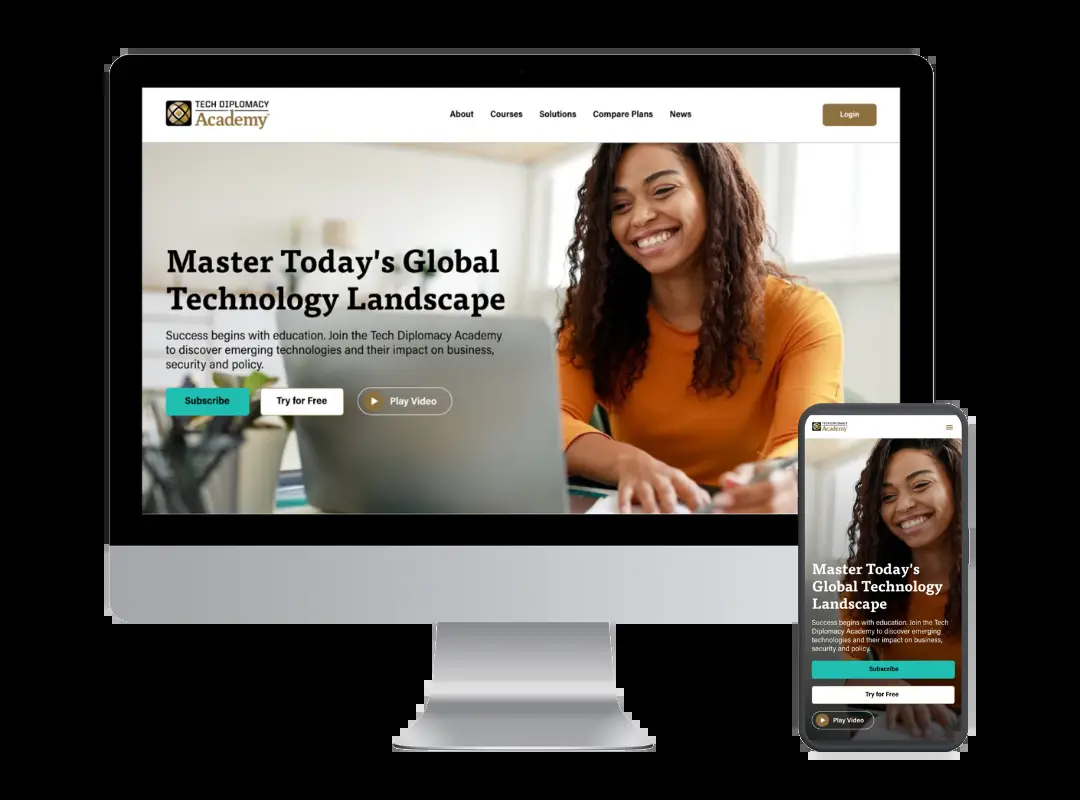 TECH DIPLOMACY
Academy
About Courses Solutions Compare Plans News
Login
Master Today's Global
Technology Landscape
Success begins with education. Join the Tech Diplomacy Academy
to discover emerging technologies and their impact on business,
security and policy.
Subscribe Try for Free Play Video
TECH DIPLOMACY
Academy
Master Today's
Global Technology
Landscape
Success begins with education. Join the Tech
Diplomacy Academy to discover emerging
technologies and their impact on business,
security and policy.
Subscribe
Try for Free
Play Video